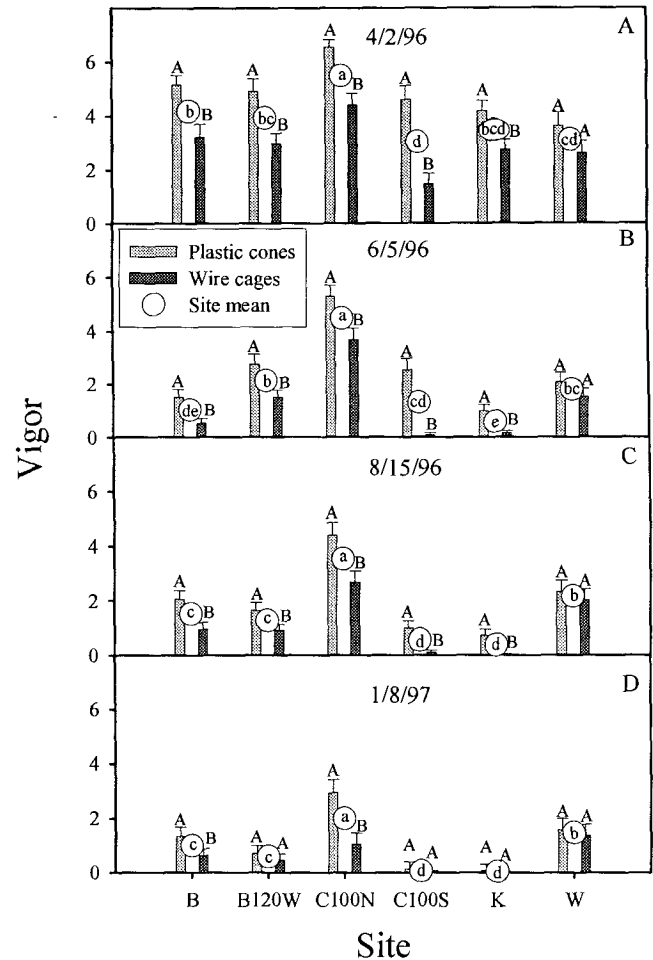 4/2/96 A
6
4
2
0
A B A B A B A B A B A A
b bc a d bcd cd
Plastic cones
Wire cages
Site mean
6/5/96 B
6
4
2
0
A B A B A B A B A B A A
de b a cd e bc
8/15/96 C
6
4
2
0
A B A B A B A B A B A A
c c a d d b
1/8/97 D
6
4
2
0
A B A A A B A A A A A A
c c a d d b
B B120W C100N C100S K W
Site
Vigor